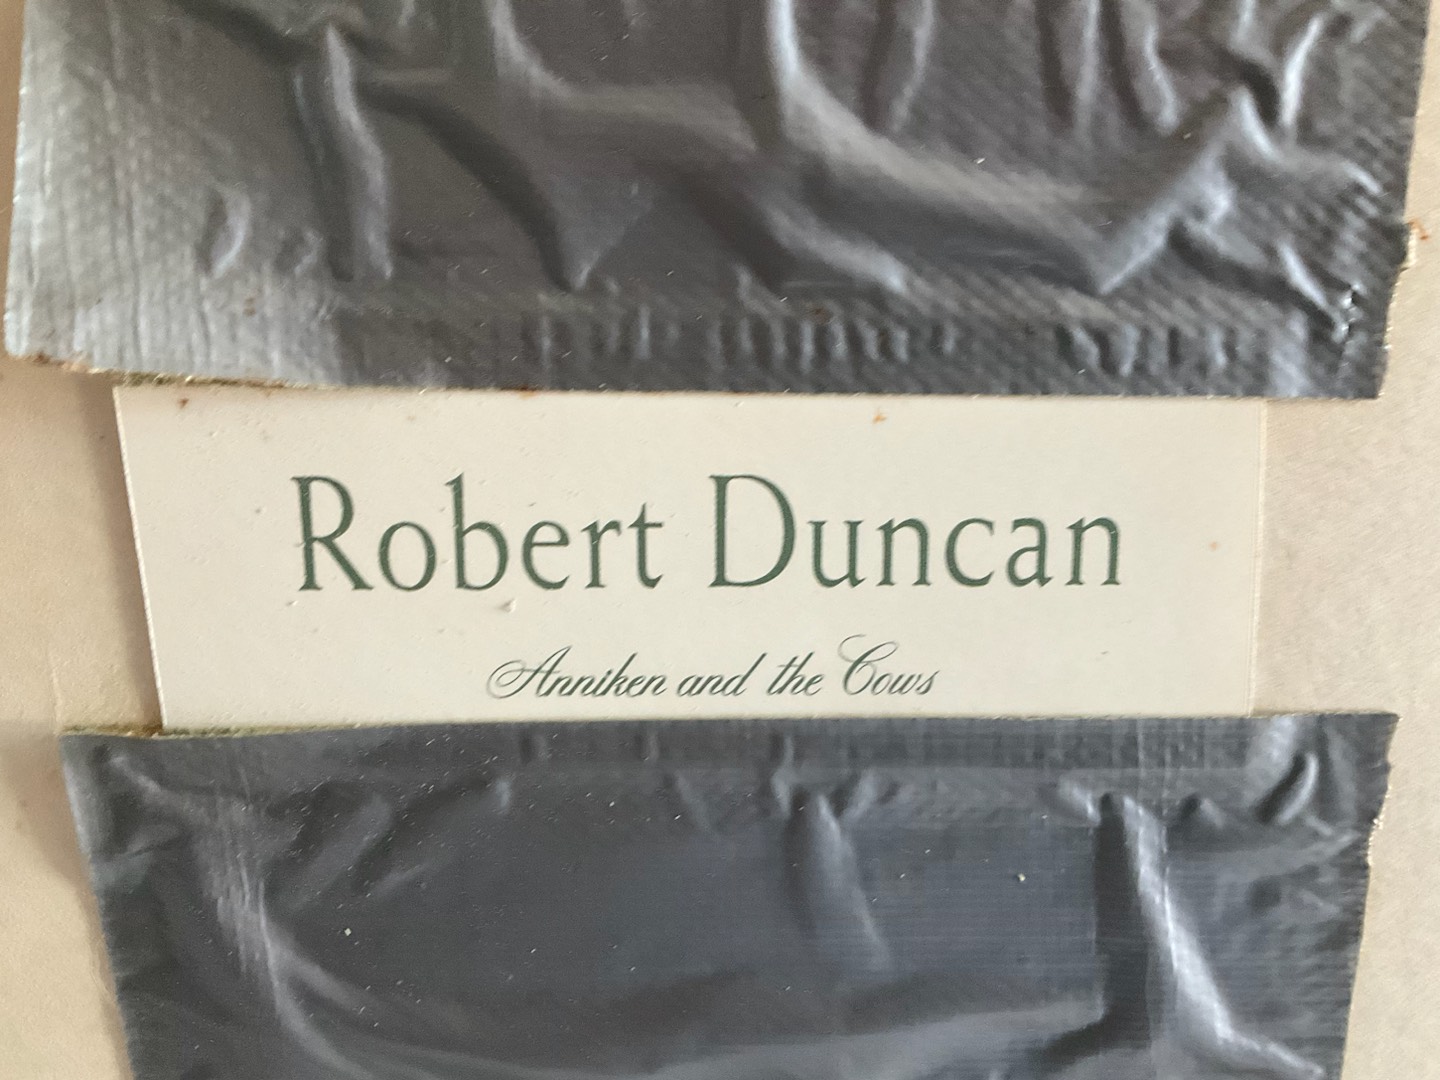 Robert Duncan
Anniken and the Cows